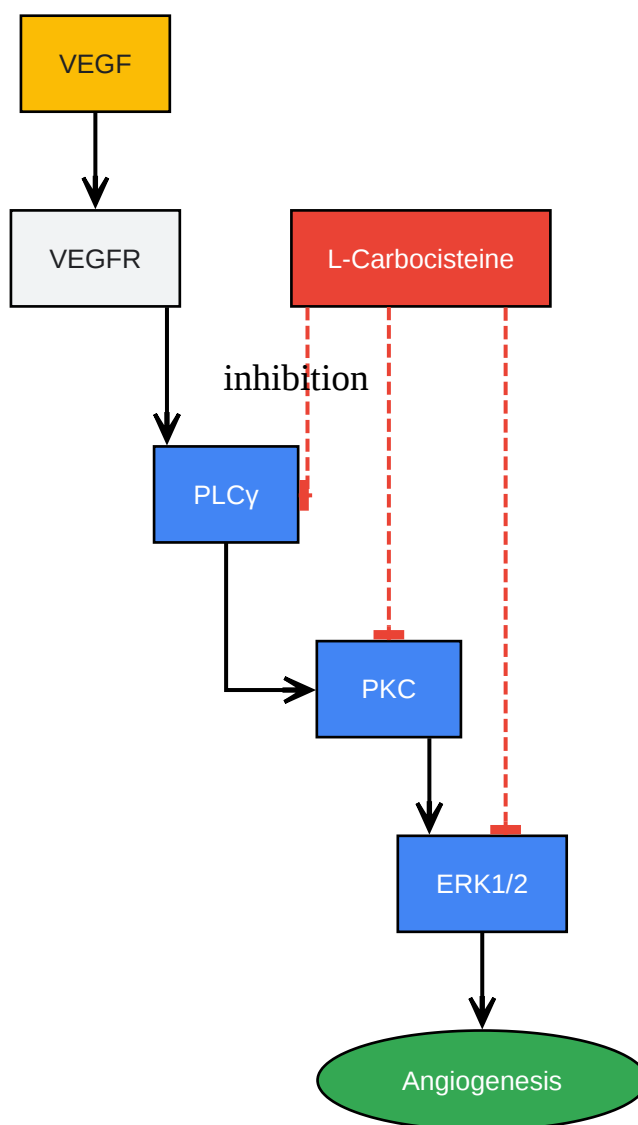 VEGF
VEGFR
L-Carbocisteine
inhibition
PLCγ
PKC
ERK1/2
Angiogenesis